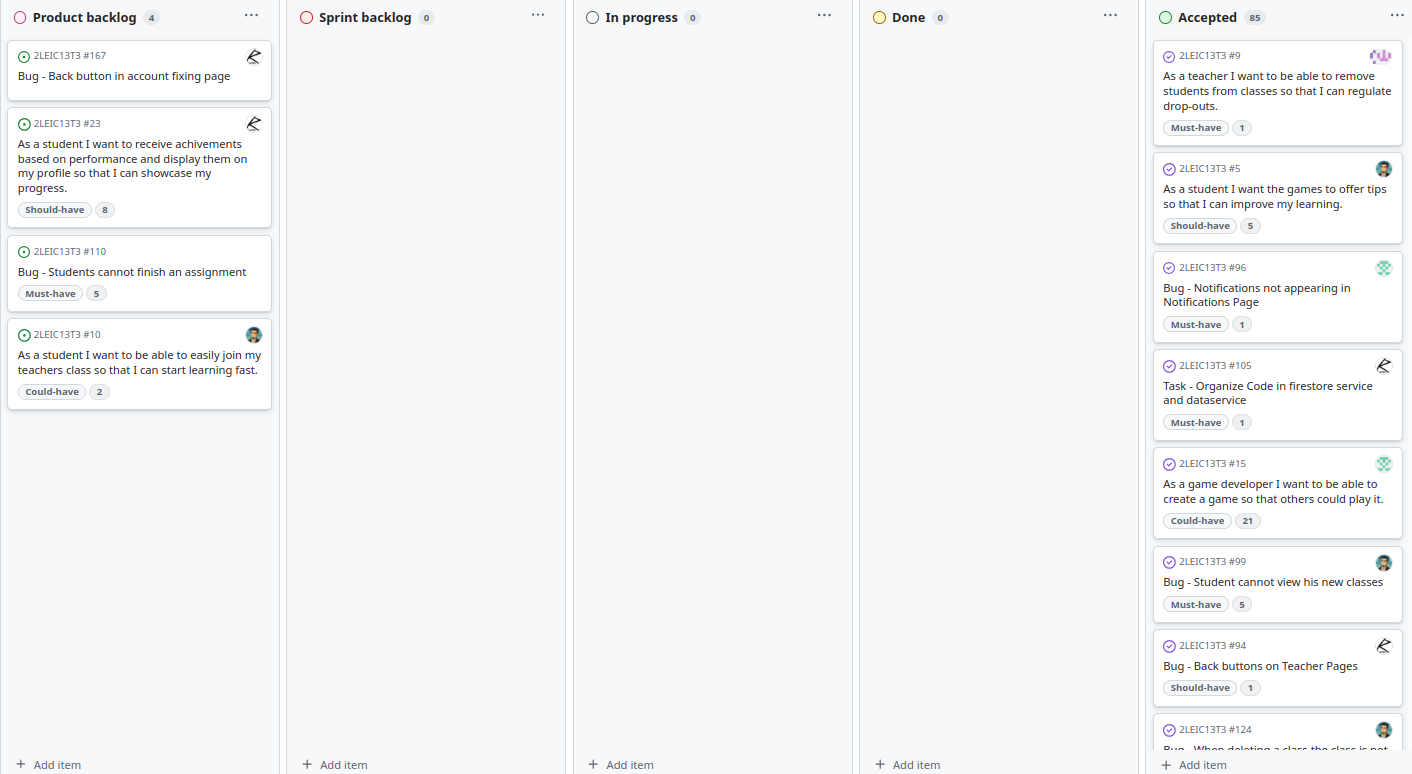 Product backlog 4 ...
2LEIC13T3 #167
Bug - Back button in account fixing page
2LEIC13T3 #23
As a student I want to receive achivements
based on performance and display them on
my profile so that I can showcase my
progress.
Should-have 8
2LEIC13T3 #110
Bug - Students cannot finish an assignment
Must-have 5
2LEIC13T3 #10
As a student I want to be able to easily join my
teachers class so that I can start learning fast.
Could-have 2
+ Add item
Sprint backlog 0 ...
+ Add item
In progress 0 ...
+ Add item
Done 0 ...
+ Add item
Accepted 85 ...
2LEIC13T3 #9
As a teacher I want to be able to remove
students from classes so that I can regulate
drop-outs.
Must-have 1
2LEIC13T3 #5
As a student I want the games to offer tips
so that I can improve my learning.
Should-have 5
2LEIC13T3 #96
Bug - Notifications not appearing in
Notifications Page
Must-have 1
2LEIC13T3 #105
Task - Organize Code in firestore service
and dataservice
Must-have 1
2LEIC13T3 #15
As a game developer I want to be able to
create a game so that others could play it.
Could-have 21
2LEIC13T3 #99
Bug - Student cannot view his new classes
Must-have 5
2LEIC13T3 #94
Bug - Back buttons on Teacher Pages
Should-have 1
2LEIC13T3 #124
Bug - When deleting a class the class is not
+ Add item